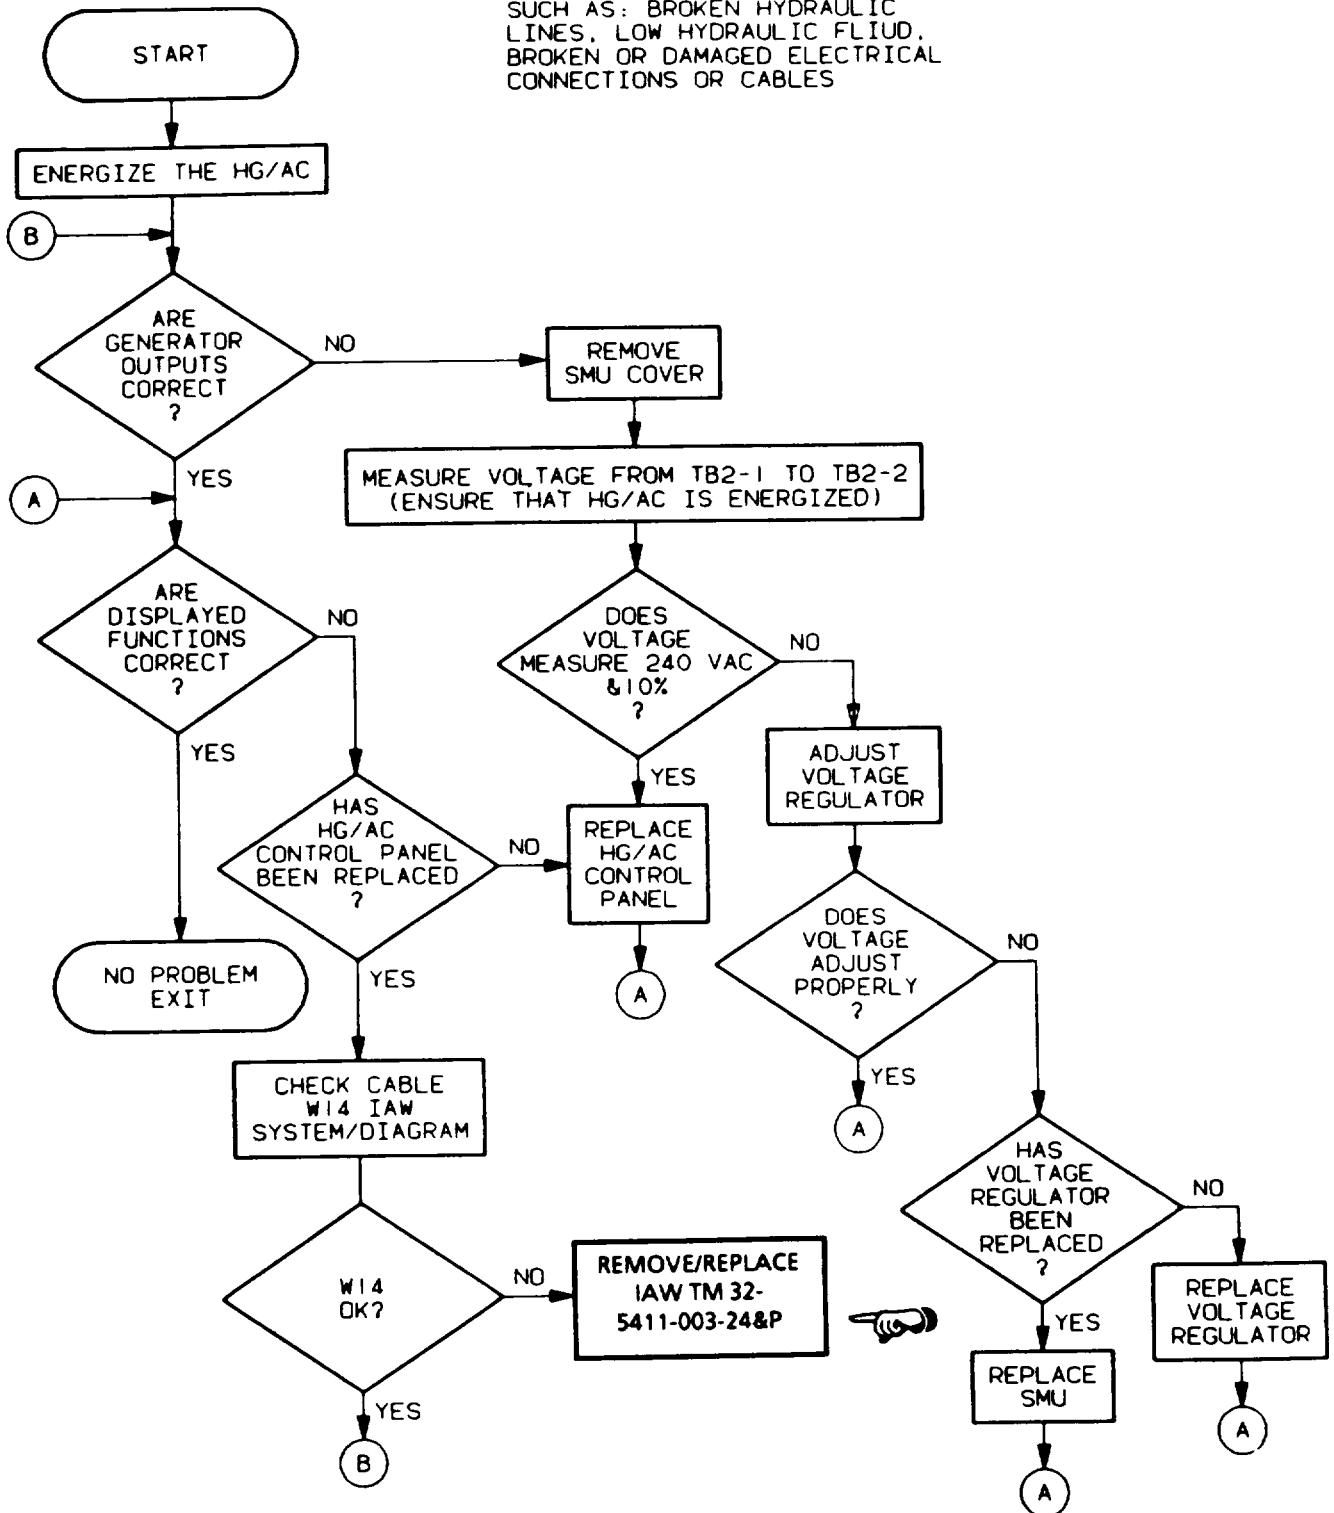 SUCH AS: BROKEN HYDRAULIC
LINES, LOW HYDRAULIC FLIUD,
BROKEN OR DAMAGED ELECTRICAL
CONNECTIONS OR CABLES
START
ENERGIZE THE HG/AC
B
ARE
GENERATOR
OUTPUTS
CORRECT
?
NO
REMOVE
SMU COVER
YES
A
MEASURE VOLTAGE FROM TB2-1 TO TB2-2
(ENSURE THAT HG/AC IS ENERGIZED)
ARE
DISPLAYED
FUNCTIONS
CORRECT
?
NO
DOES
VOLTAGE
MEASURE 240 VAC
&10%
?
NO
YES
YES
ADJUST
VOLTAGE
REGULATOR
HAS
HG/AC
CONTROL PANEL
BEEN REPLACED
?
NO
REPLACE
HG/AC
CONTROL
PANEL
DOES
VOLTAGE
ADJUST
PROPERLY
?
NO
NO PROBLEM
EXIT
YES
A
YES
A
CHECK CABLE
W14 IAW
SYSTEM/DIAGRAM
HAS
VOLTAGE
REGULATOR
BEEN
REPLACED
?
NO
W14
OK?
NO
REMOVE/REPLACE
IAW TM 32-
5411-003-24&P
REPLACE
VOLTAGE
REGULATOR
YES
REPLACE
SMU
YES
A
B
A